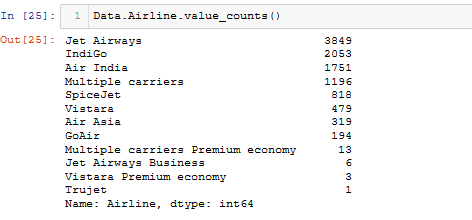 In [25]: 1 Data.Airline.value_counts()
Out[25]: Jet Airways 3849
IndiGo 2053
Air India 1751
Multiple carriers 1196
SpiceJet 818
Vistara 479
Air Asia 319
GoAir 194
Multiple carriers Premium economy 13
Jet Airways Business 6
Vistara Premium economy 3
Trujet 1
Name: Airline, dtype: int64